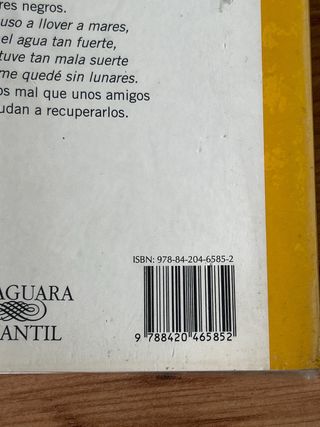 res negros.
uso a llover a mares,
el agua tan fuerte,
tuve tan mala suerte
me quedé sin lunares.
os mal que unos amigos
udan a recuperarlos.
ISBN: 978-84-204-6585-2
AGUARA
ANTIL
9 788420 465852